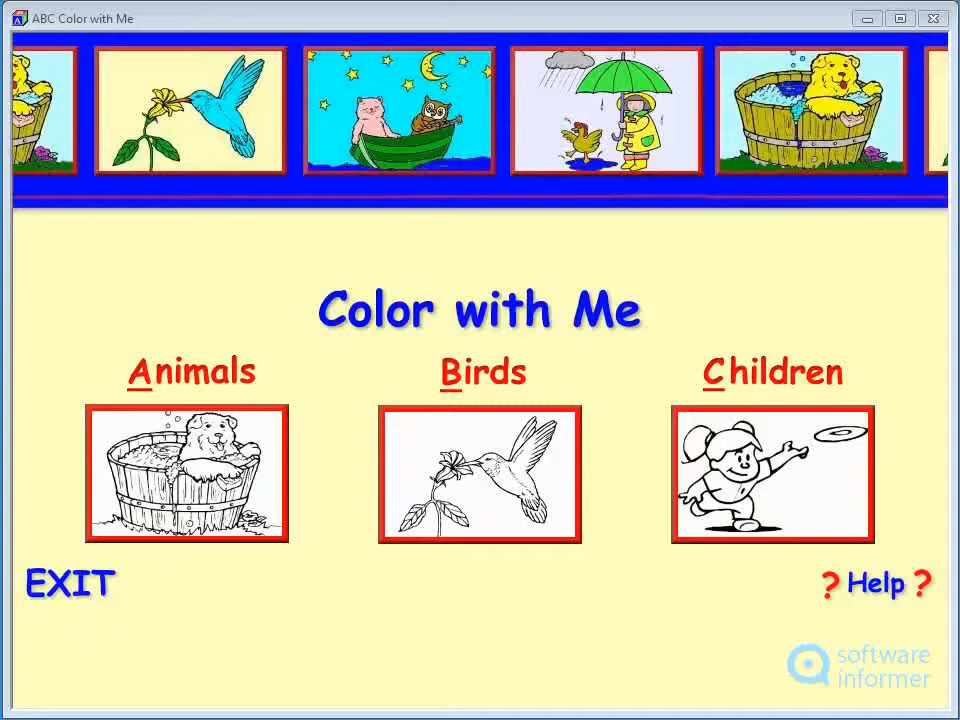 ABC Color with Me
Color with Me
Animals
Birds
Children
EXIT
? Help ?
software
informer